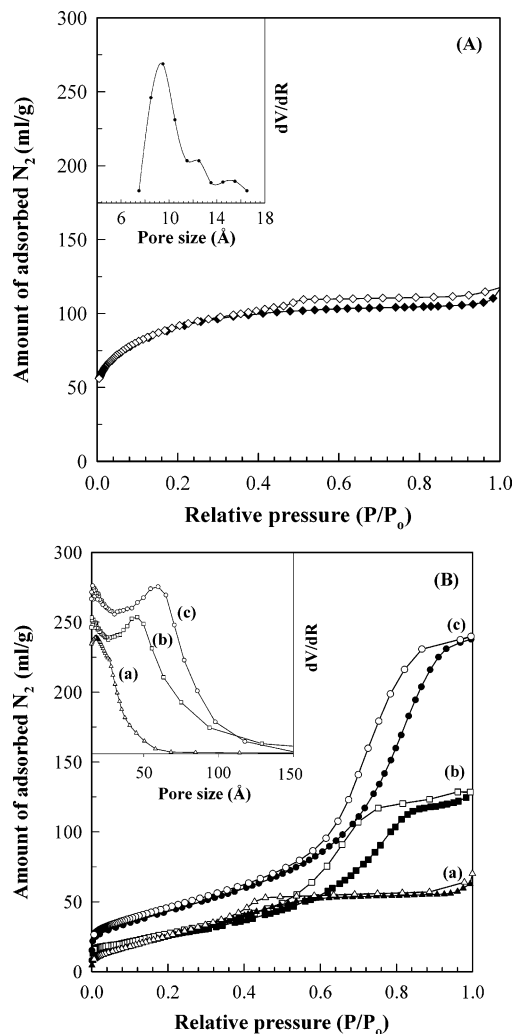 300
250
200
150
100
50
0
(A)
dV/dR
6 10 14 18
Pore size (Å)
Amount of adsorbed N2 (ml/g)
0.0 0.2 0.4 0.6 0.8 1.0
Relative pressure (P/Po)
300
250
200
150
100
50
0
(B)
(c)
(b)
(a)
dV/dR
50 100 150
Pore size (Å)
(c)
(b)
(a)
Amount of adsorbed N2 (ml/g)
0.0 0.2 0.4 0.6 0.8 1.0
Relative pressure (P/Po)